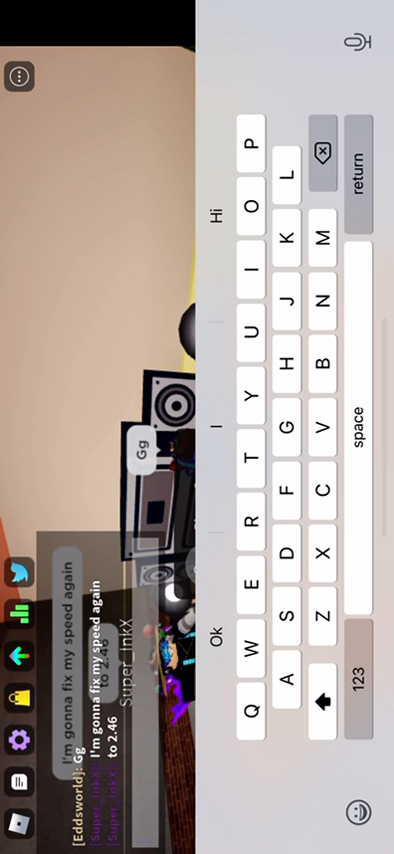 I'm gonna fix my speed again
to 2.46
Super_InkX
Gg
[Eddsworld]: Gg
[Super_InkX]: I'm gonna fix my speed again
[Super_InkX]: to 2.46
Ok
I
Hi
Q W E R T Y U I O P
A S D F G H J K L
Z X C V B N M
123
space
return